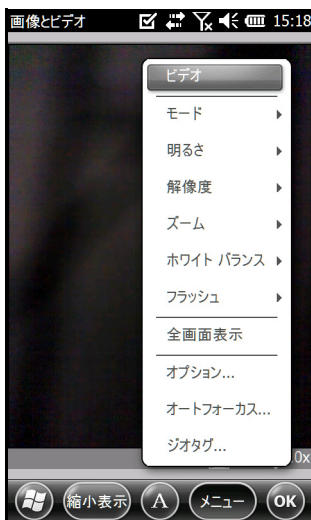 画像とビデオ 15:18
ビデオ
モード
明るさ
解像度
ズーム
ホワイト バランス
フラッシュ
全画面表示
オプション...
オートフォーカス...
ジオタグ...
0x
縮小表示 A メニュー OK